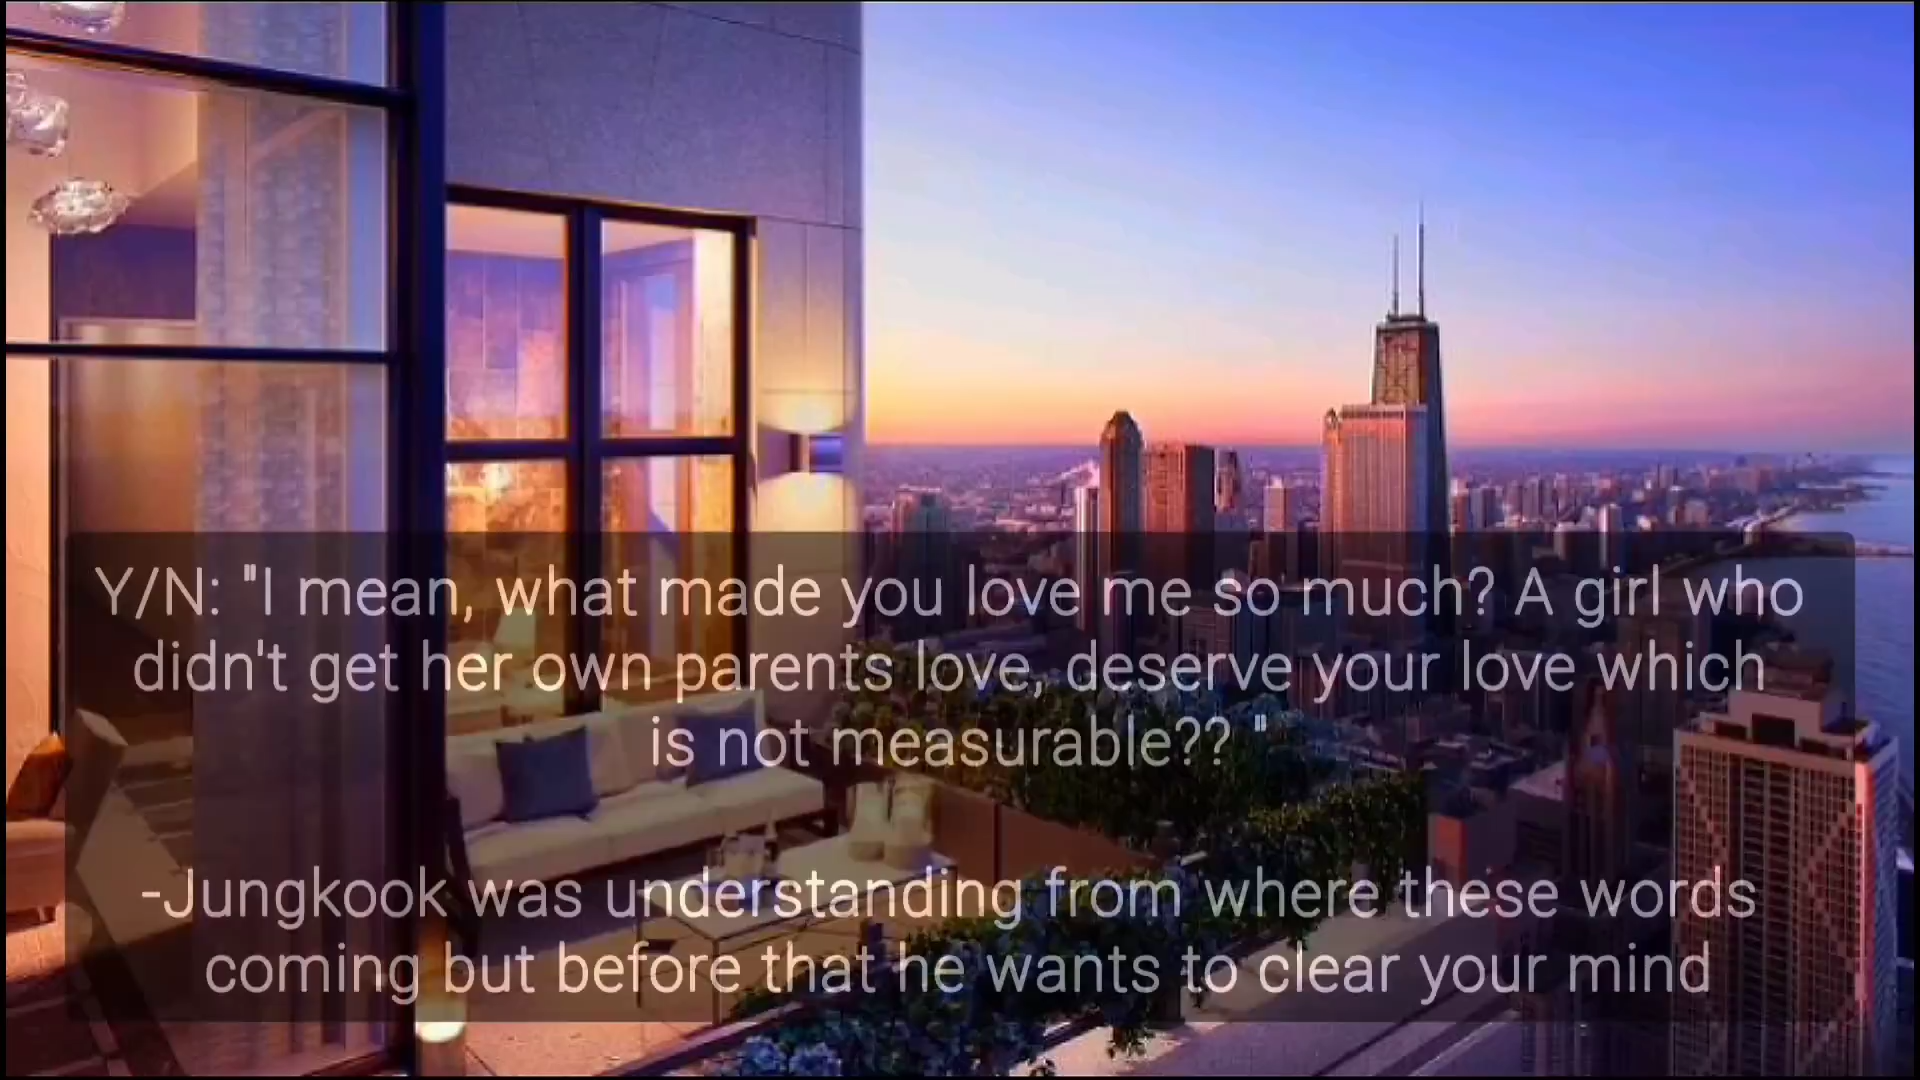 Y/N: "I mean, what made you love me so much? A girl who
didn't get her own parents love, deserve your love which
is not measurable?? "
-Jungkook was understanding from where these words
coming but before that he wants to clear your mind